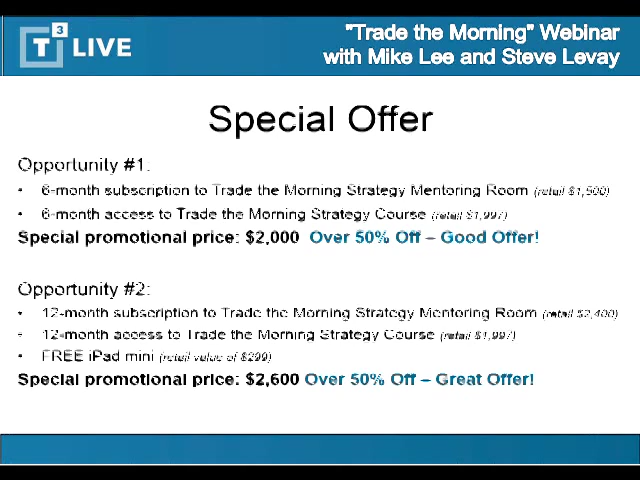 T3 LIVE
"Trade the Morning" Webinar
with Mike Lee and Steve Levay
Special Offer
Opportunity #1:
• 6-month subscription to Trade the Morning Strategy Mentoring Room (retail $1,500)
• 6-month access to Trade the Morning Strategy Course (retail $1,997)
Special promotional price: $2,000 Over 50% Off – Good Offer!
Opportunity #2:
• 12-month subscription to Trade the Morning Strategy Mentoring Room (retail $2,400)
• 12-month access to Trade the Morning Strategy Course (retail $1,997)
• FREE iPad mini (retail value of $299)
Special promotional price: $2,600 Over 50% Off – Great Offer!